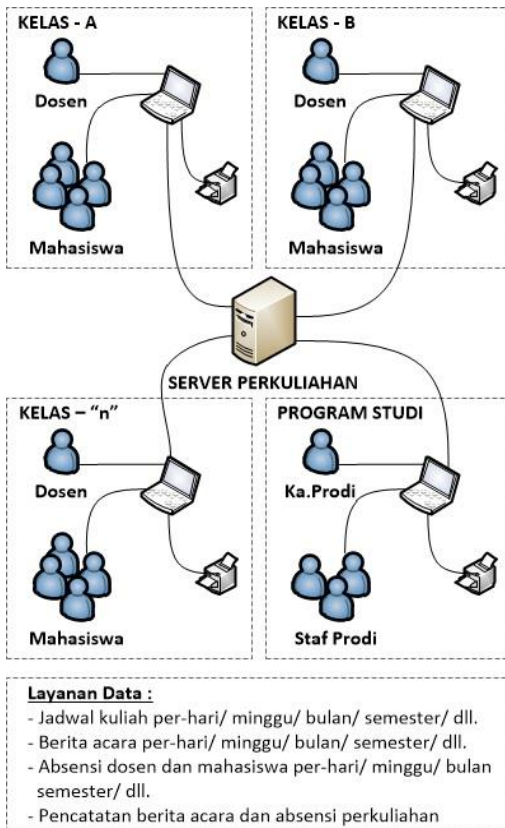 KELAS - A
Dosen
Mahasiswa
KELAS - B
Dosen
Mahasiswa
SERVER PERKULIAHAN
KELAS – “n”
Dosen
Mahasiswa
PROGRAM STUDI
Ka.Prodi
Staf Prodi
Layanan Data :
- Jadwal kuliah per-hari/ minggu/ bulan/ semester/ dll.
- Berita acara per-hari/ minggu/ bulan/ semester/ dll.
- Absensi dosen dan mahasiswa per-hari/ minggu/ bulan
semester/ dll.
- Pencatatan berita acara dan absensi perkuliahan